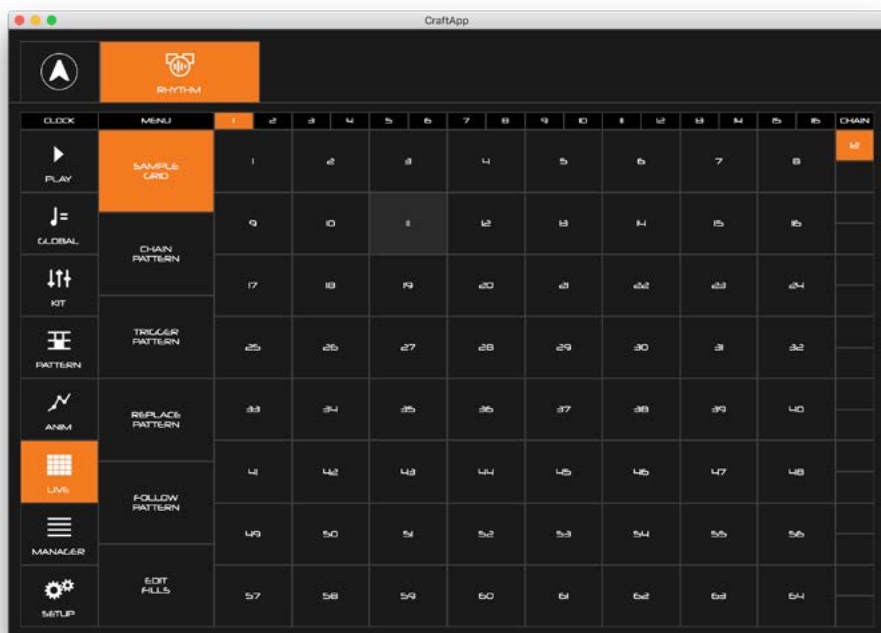 CraftApp
RHYTHM
CLOCK MENU 1 2 3 4 5 6 7 8 9 10 11 12 13 14 15 16 CHAIN
PLAY
GLOBAL
KIT
PATTERN
ANIM
LIVE
MANAGER
SETUP
SAMPLE
GRID
CHAIN
PATTERN
TRIGGER
PATTERN
REPLACE
PATTERN
FOLLOW
PATTERN
EDIT
FILLS
1 2 3 4 5 6 7 8
9 10 11 12 13 14 15 16
17 18 19 20 21 22 23 24
25 26 27 28 29 30 31 32
33 34 35 36 37 38 39 40
41 42 43 44 45 46 47 48
49 50 51 52 53 54 55 56
57 58 59 60 61 62 63 64